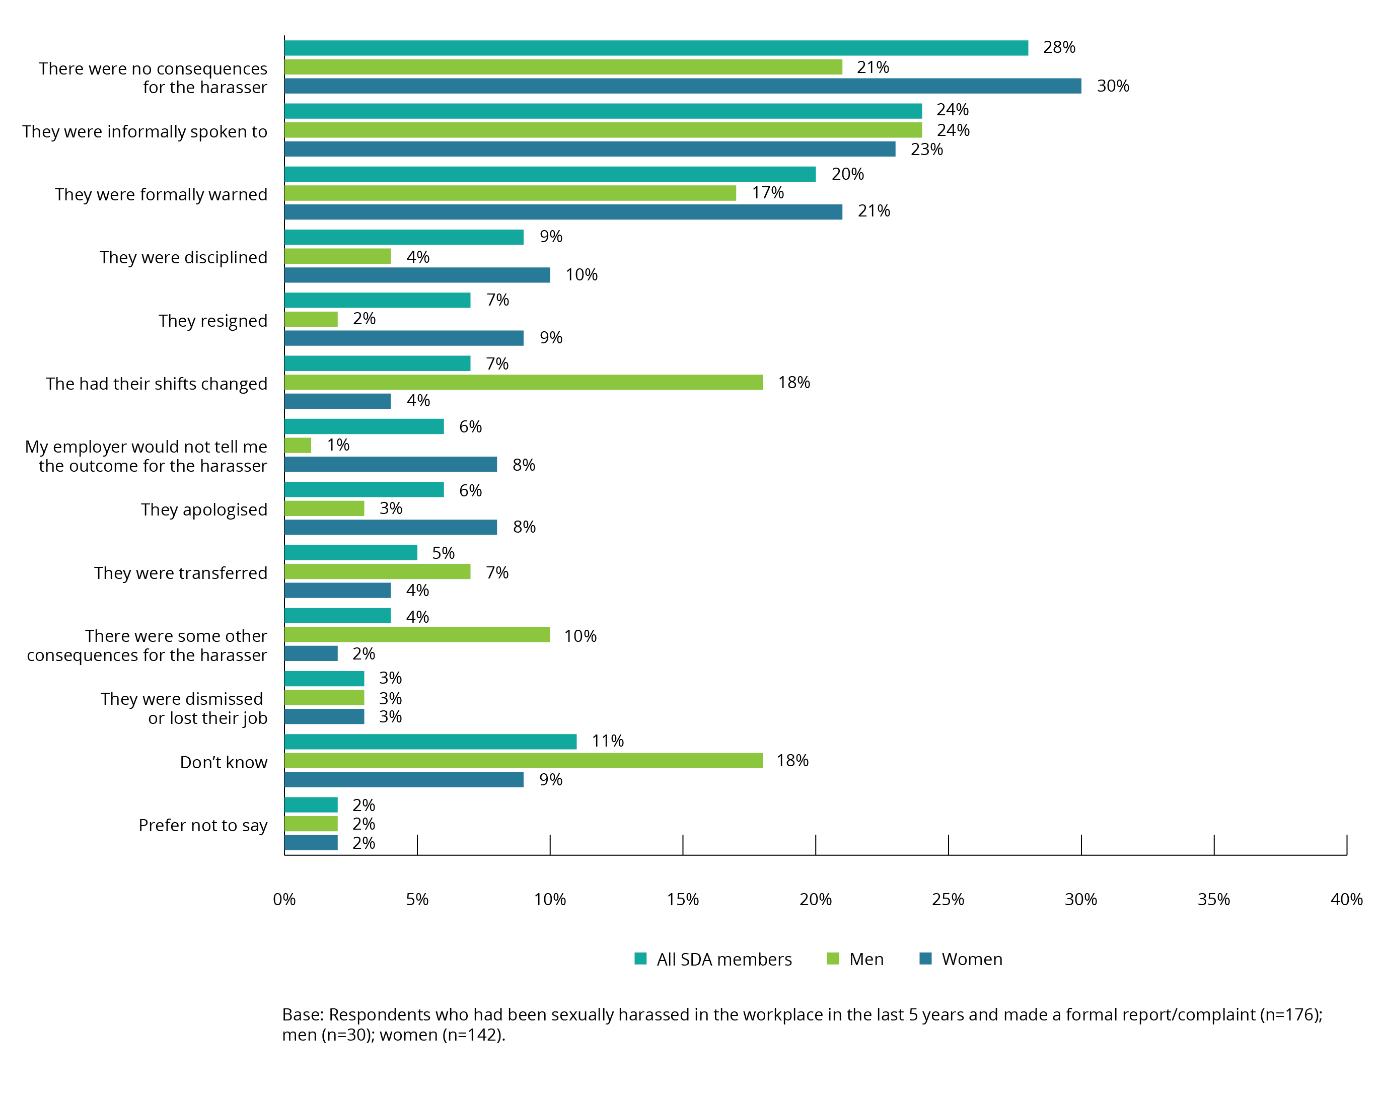 28%
There were no consequences
21%
for the harasser
30%
24%
They were informally spoken to
24%
23%
20%
They were formally warned
17%
21%
9%
They were disciplined
4%
10%
7%
They resigned
2%
9%
7%
The had their shifts changed
18%
4%
6%
My employer would not tell me
1%
the outcome for the harasser
8%
6%
They apologised
3%
8%
5%
They were transferred
7%
4%
4%
There were some other
10%
consequences for the harasser
2%
3%
They were dismissed
3%
or lost their job
3%
11%
Don’t know
18%
9%
2%
Prefer not to say
2%
2%
0% 5% 10% 15% 20% 25% 30% 35% 40%
All SDA members Men Women
Base: Respondents who had been sexually harassed in the workplace in the last 5 years and made a formal report/complaint (n=176);
men (n=30); women (n=142).